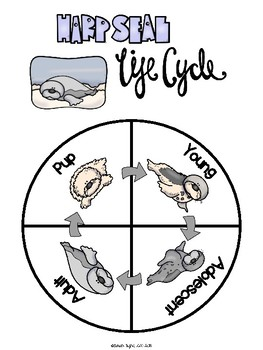 HARP SEAL
Life Cycle
Pup
Young
Adult
Adolescent